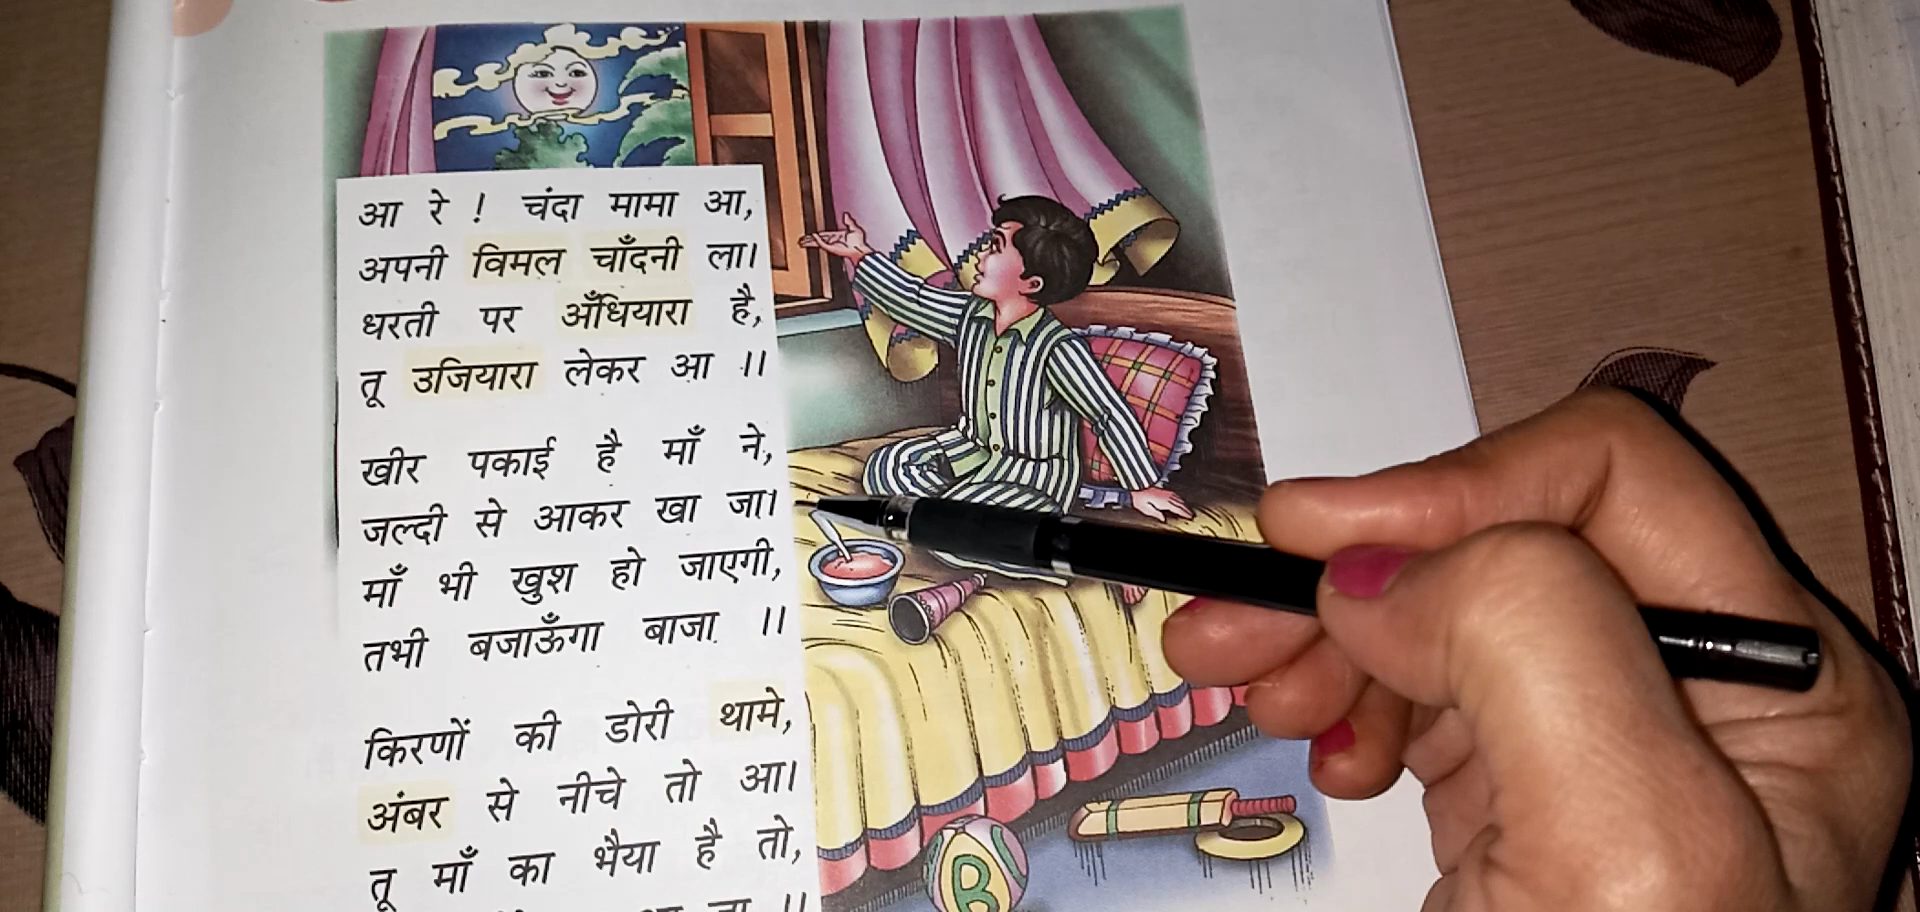 आ रे ! चंदा मामा आ,
अपनी विमल चाँदनी ला।
धरती पर अँधियारा है,
तू उजियारा लेकर आ ।।
खीर पकाई है माँ ने,
जल्दी से आकर खा जा।
माँ भी खुश हो जाएगी,
तभी बजाऊँगा बाजा ।।
किरणों की डोरी थामे,
अंबर से नीचे तो आ।
तू माँ का भैया है तो,
B